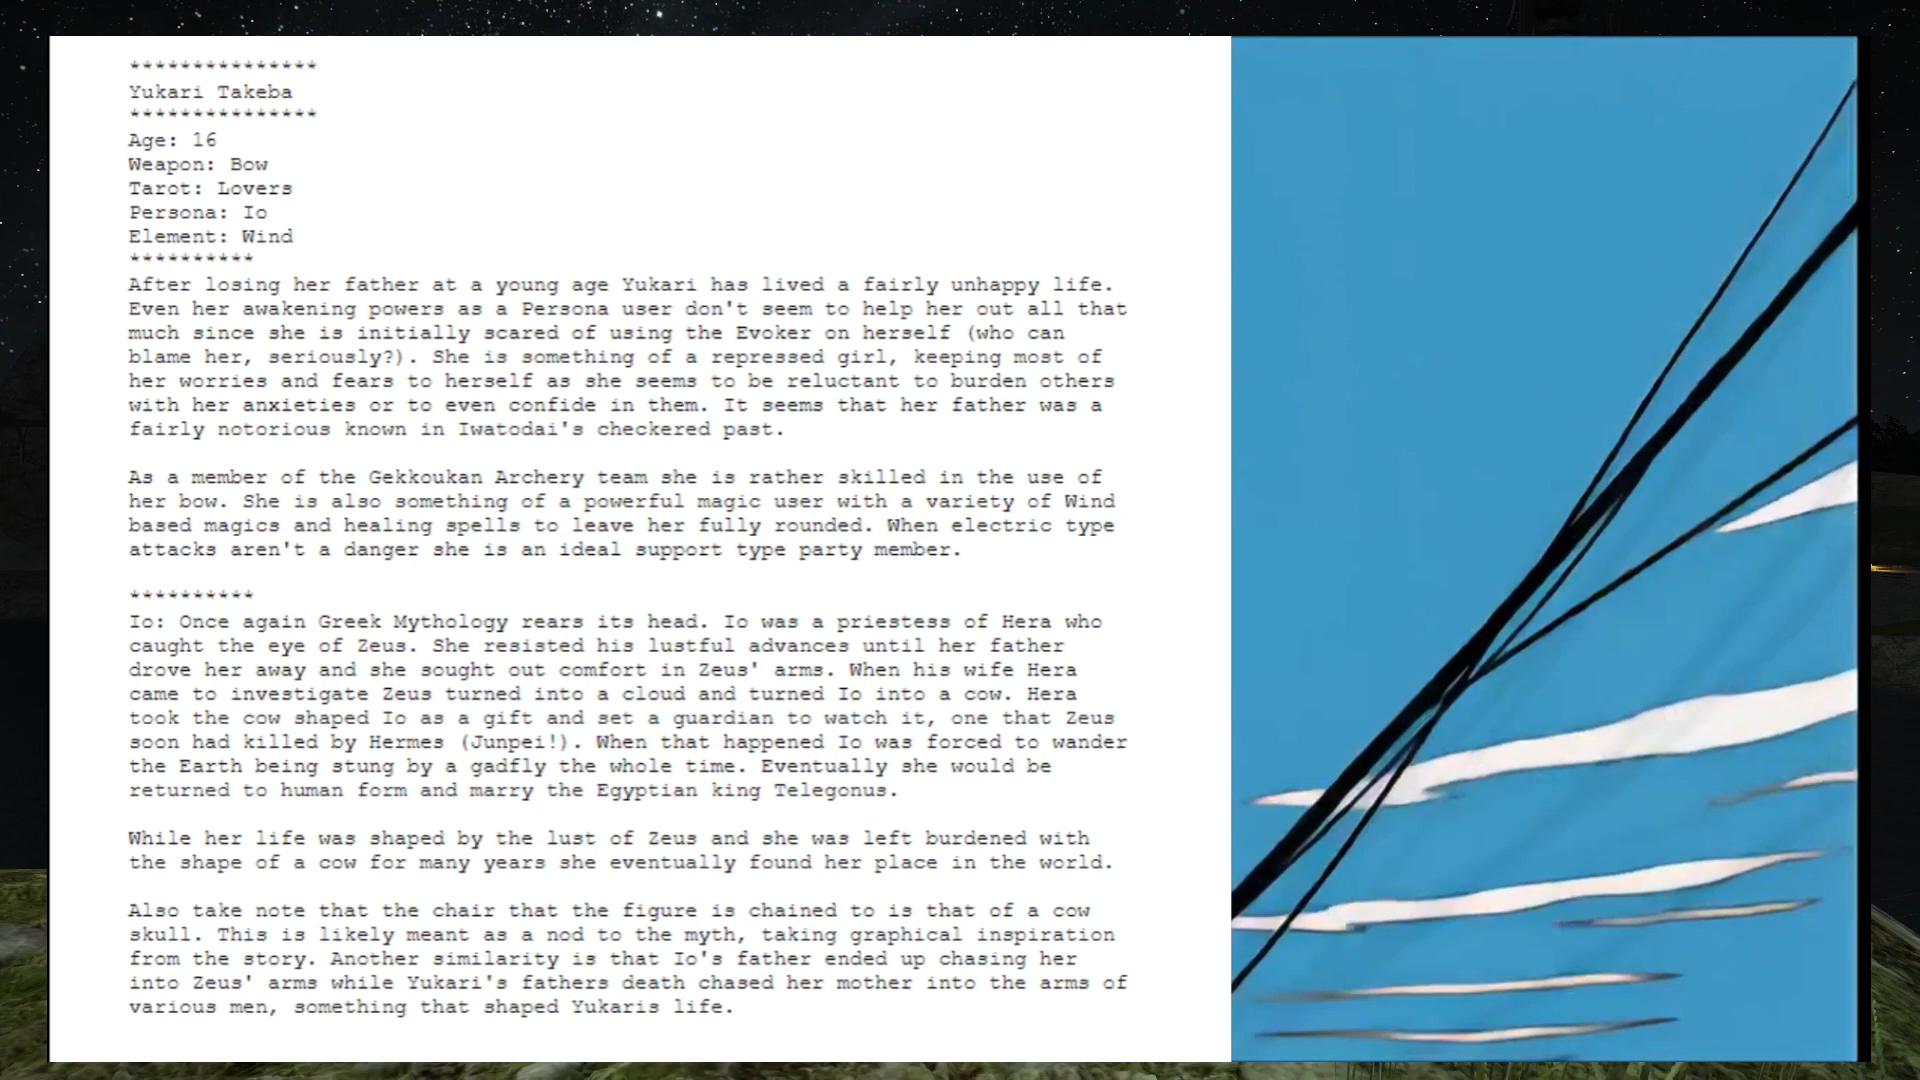 ***************
Yukari Takeba
***************
Age: 16
Weapon: Bow
Tarot: Lovers
Persona: Io
Element: Wind
**********
After losing her father at a young age Yukari has lived a fairly unhappy life.
Even her awakening powers as a Persona user don't seem to help her out all that
much since she is initially scared of using the Evoker on herself (who can
blame her, seriously?). She is something of a repressed girl, keeping most of
her worries and fears to herself as she seems to be reluctant to burden others
with her anxieties or to even confide in them. It seems that her father was a
fairly notorious known in Iwatodai's checkered past.
As a member of the Gekkoukan Archery team she is rather skilled in the use of
her bow. She is also something of a powerful magic user with a variety of Wind
based magics and healing spells to leave her fully rounded. When electric type
attacks aren't a danger she is an ideal support type party member.
**********
Io: Once again Greek Mythology rears its head. Io was a priestess of Hera who
caught the eye of Zeus. She resisted his lustful advances until her father
drove her away and she sought out comfort in Zeus' arms. When his wife Hera
came to investigate Zeus turned into a cloud and turned Io into a cow. Hera
took the cow shaped Io as a gift and set a guardian to watch it, one that Zeus
soon had killed by Hermes (Junpei!). When that happened Io was forced to wander
the Earth being stung by a gadfly the whole time. Eventually she would be
returned to human form and marry the Egyptian king Telegonus.
While her life was shaped by the lust of Zeus and she was left burdened with
the shape of a cow for many years she eventually found her place in the world.
Also take note that the chair that the figure is chained to is that of a cow
skull. This is likely meant as a nod to the myth, taking graphical inspiration
from the story. Another similarity is that Io's father ended up chasing her
into Zeus' arms while Yukari's fathers death chased her mother into the arms of
various men, something that shaped Yukaris life.